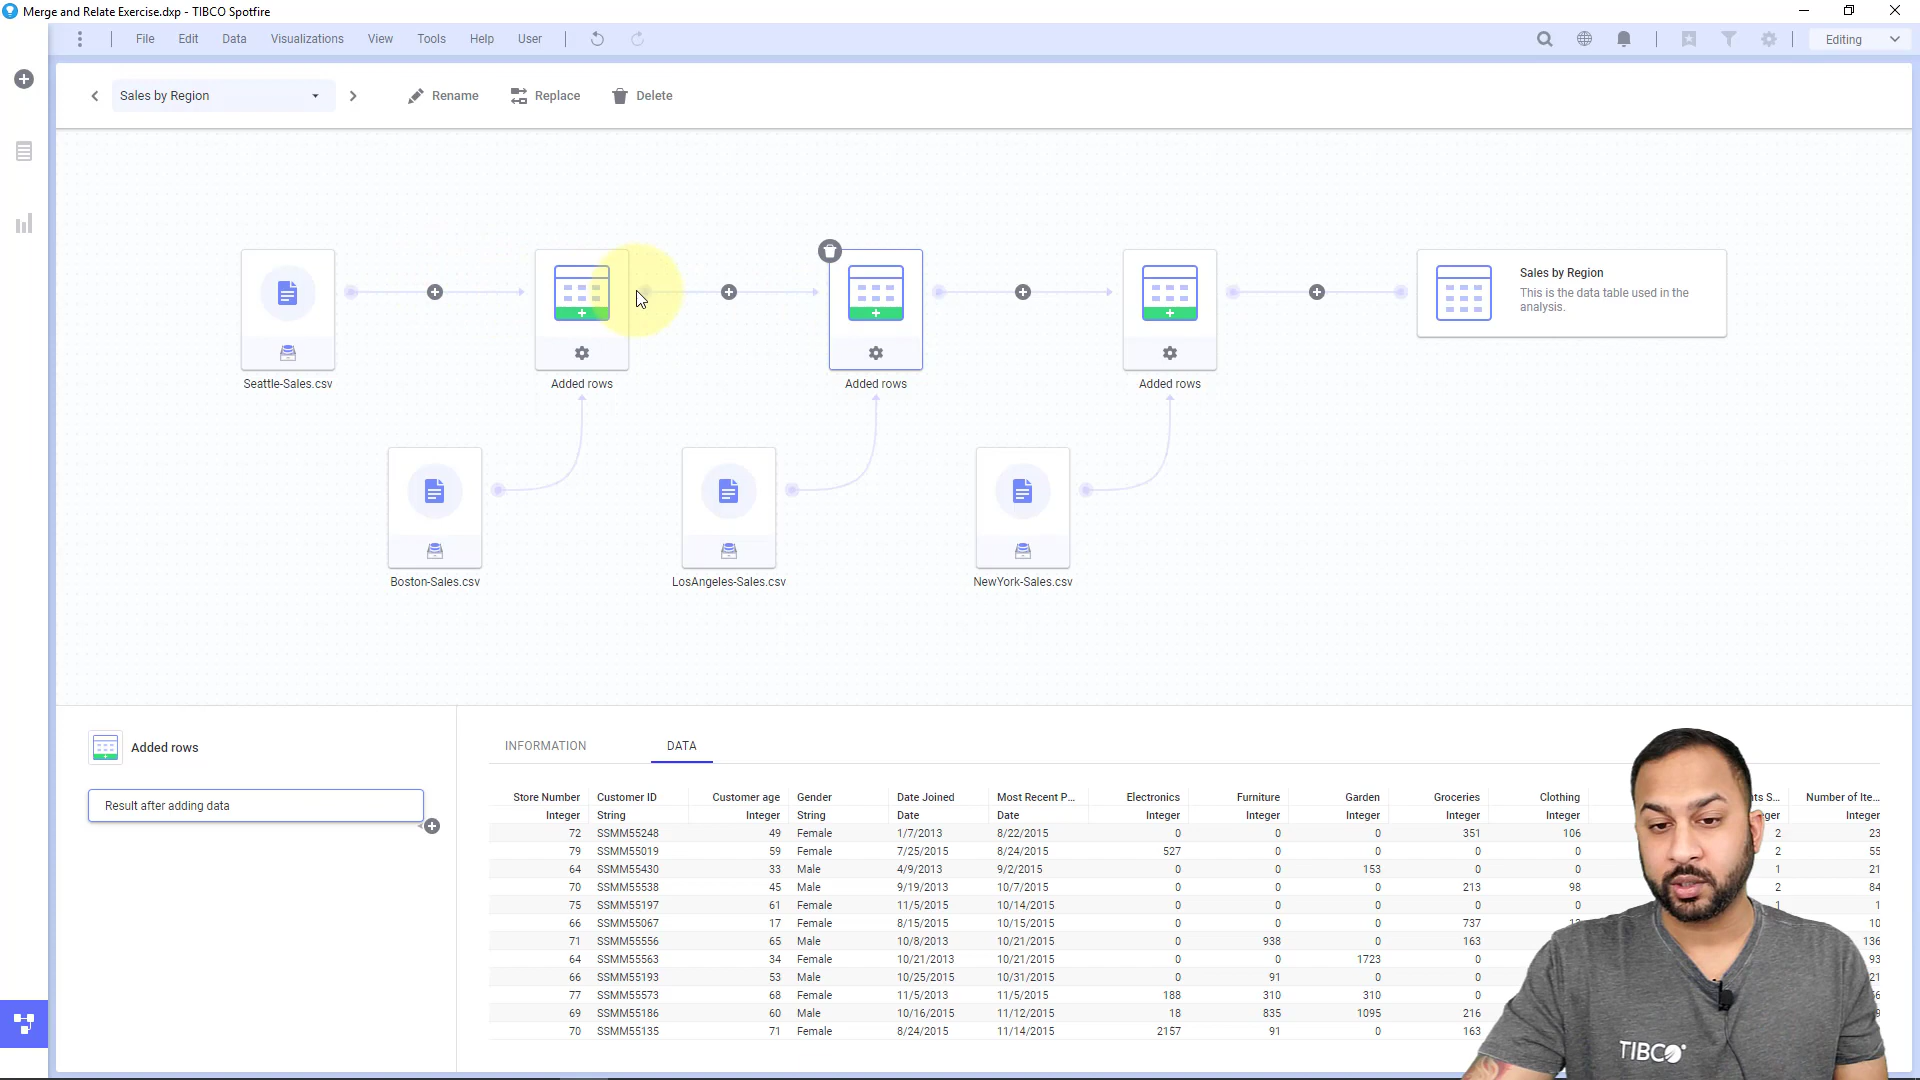 Merge and Relate Exercise.dxp - TIBCO Spotfire
File Edit Data Visualizations View Tools Help User Editing
Sales by Region Rename Replace Delete
Sales by Region
This is the data table used in the
analysis.
Seattle-Sales.csv Added rows Added rows Added rows
Boston-Sales.csv LosAngeles-Sales.csv NewYork-Sales.csv
Added rows
Result after adding data
INFORMATION DATA
Store Number Customer ID Customer age Gender Date Joined Most Recent P... Electronics Furniture Garden Groceries Clothing Number of Ite...
Integer String Integer String Date Date Integer Integer Integer Integer Integer Integer
72 SSMM55248 49 Female 1/7/2013 8/22/2015 0 0 0 351 106 2 23
79 SSMM55019 59 Female 7/25/2015 8/24/2015 527 0 0 0 0 2 55
64 SSMM55430 33 Male 4/9/2013 9/2/2015 0 0 153 0 0 1 21
70 SSMM55538 45 Male 9/19/2013 10/7/2015 0 0 0 213 98 2 84
75 SSMM55197 61 Female 11/5/2015 10/14/2015 0 0 0 0 0 1 1
66 SSMM55067 17 Female 8/15/2015 10/15/2015 0 0 0 737 10
71 SSMM55556 65 Male 10/8/2013 10/21/2015 0 938 0 163 136
64 SSMM55563 34 Female 10/21/2013 10/21/2015 0 0 1723 0 93
66 SSMM55193 53 Male 10/25/2015 10/31/2015 0 91 0 0 21
77 SSMM55573 68 Female 11/5/2013 11/5/2015 188 310 310 0
69 SSMM55186 60 Male 10/16/2015 11/12/2015 18 835 1095 216
70 SSMM55135 71 Female 8/24/2015 11/14/2015 2157 91 0 163
TIBCO